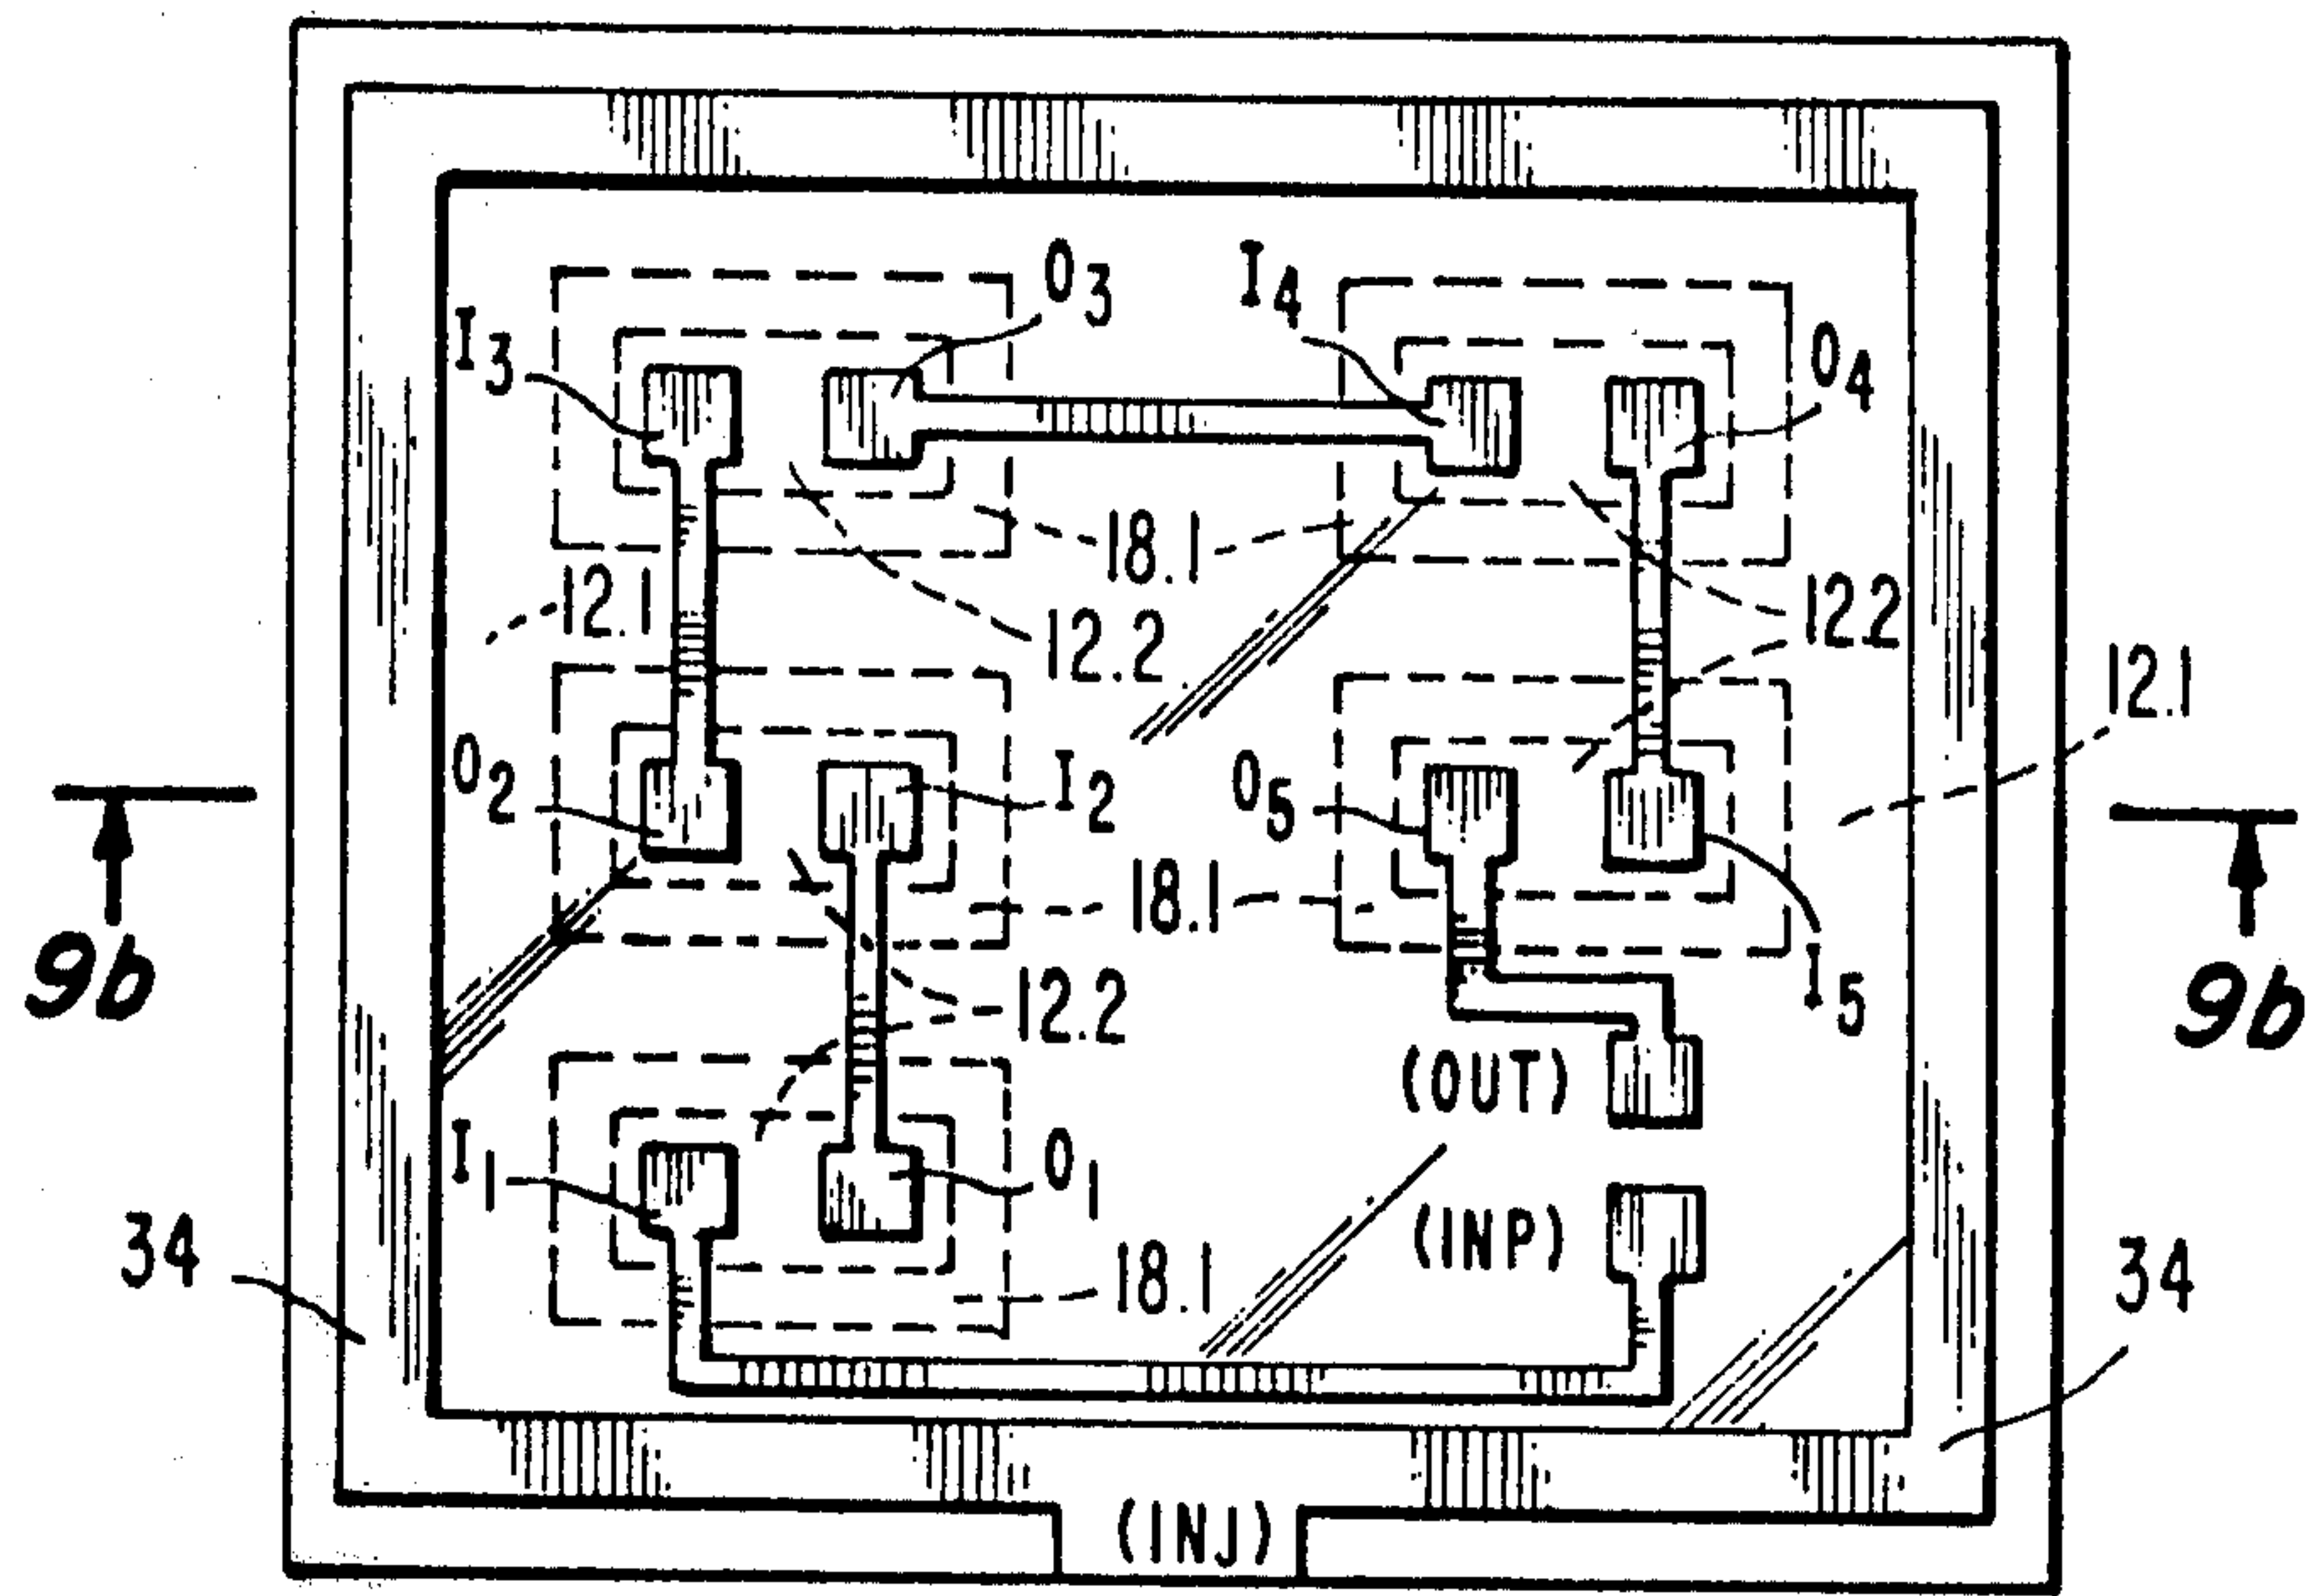 O3 I4
I3 O4
18.1
12.1 12.2 12.2
12.1
O2 I2 O5
18.1
9b 12.2 I5 9b
(OUT)
I1 O1
34 18.1 (INP) 34
(INJ)